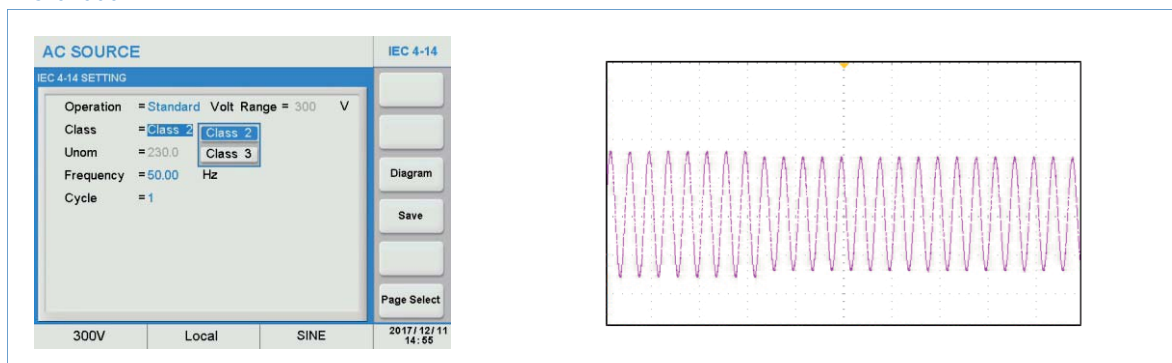 AC SOURCE
IEC 4-14
IEC 4-14 SETTING
Operation =Standard Volt Range = 300 V
Class =Class 2 Class 2
Class 3
Unom =230.0
Frequency =50.00 Hz
Cycle =1
Diagram
Save
Page Select
300V Local SINE 2017/12/11
14:55